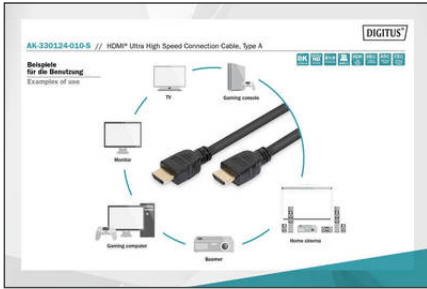 DIGITUS®
AK-330124-010-S // HDMI® Ultra High Speed Connection Cable, Type A
8K
Beispiele
für die Benutzung
Examples of use
TV
Gaming console
Monitor
Gaming computer
Beamer
Home cinema